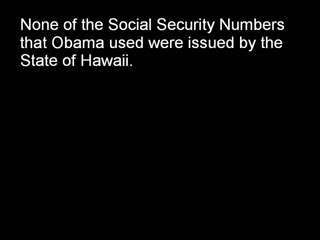 None of the Social Security Numbers
that Obama used were issued by the
State of Hawaii.